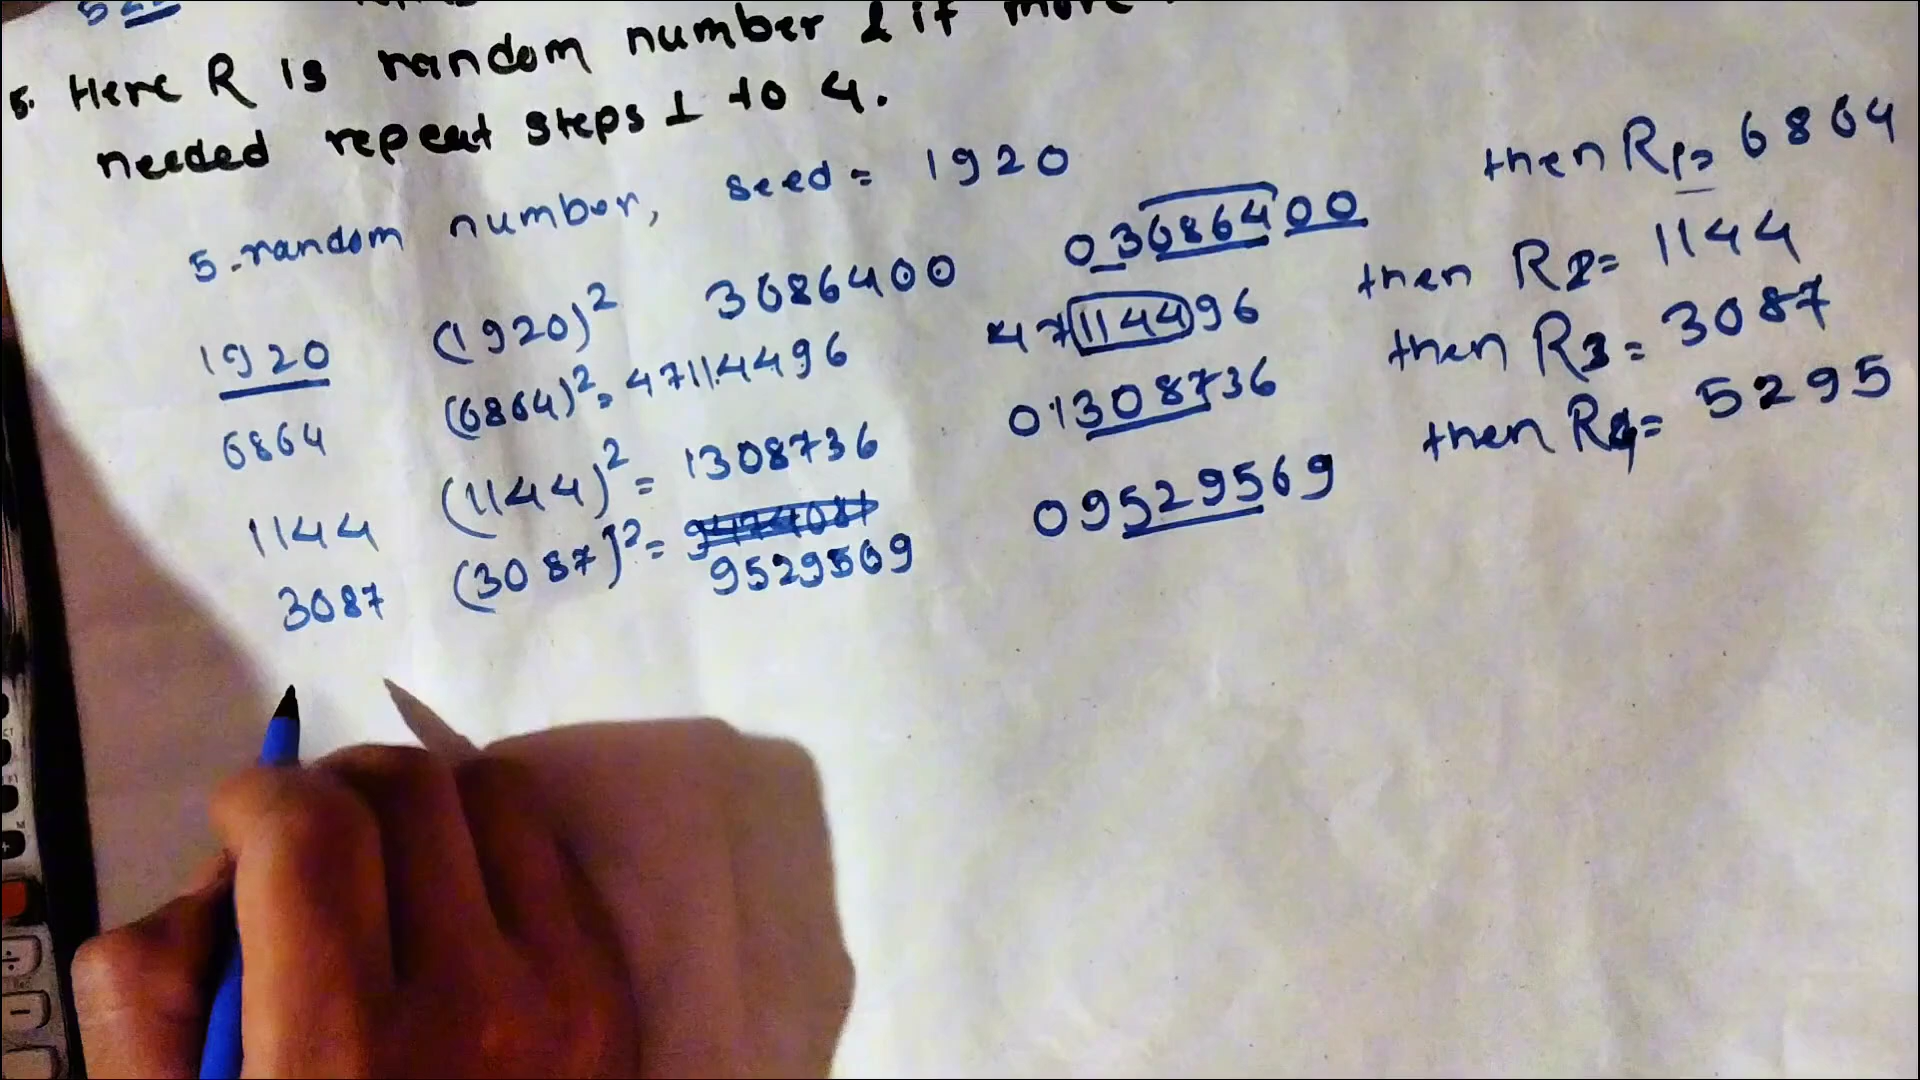 5. Here R is random number & if more
needed repeat steps 1 to 4.
5-random number, seed = 1920
1920 (1920)² 3686400 03686400 then R1= 6864
6864 (6864)² = 47114496 47114496 then R2= 1144
1144 (1144)² = 1308736 01308736 then R3= 3087
3087 (3087)² = 9529569 09529569 then R4= 5295